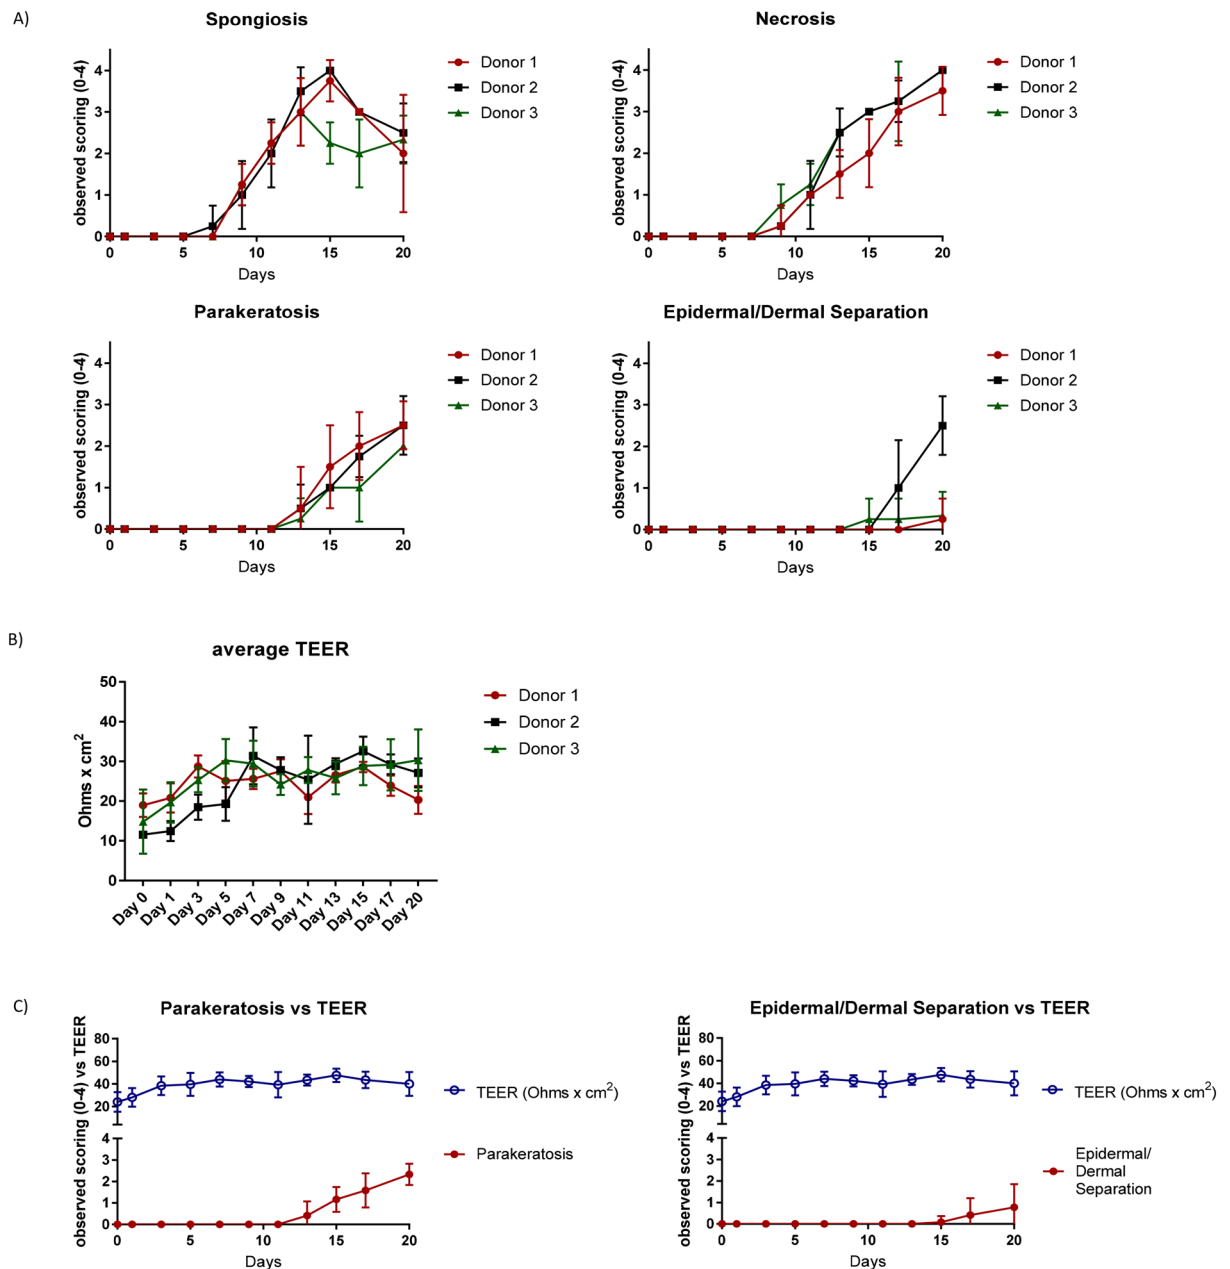 A)
Spongiosis
observed scoring (0-4)
4
3
2
1
0
0 5 10 15 20
Days
Donor 1
Donor 2
Donor 3
Necrosis
observed scoring (0-4)
4
3
2
1
0
0 5 10 15 20
Days
Donor 1
Donor 2
Donor 3
Parakeratosis
observed scoring (0-4)
4
3
2
1
0
0 5 10 15 20
Days
Donor 1
Donor 2
Donor 3
Epidermal/Dermal Separation
observed scoring (0-4)
4
3
2
1
0
0 5 10 15 20
Days
Donor 1
Donor 2
Donor 3
B)
average TEER
Ohms x cm²
50
40
30
20
10
0
Day 0 Day 1 Day 3 Day 5 Day 7 Day 9 Day 11 Day 13 Day 15 Day 17 Day 20
Donor 1
Donor 2
Donor 3
C)
Parakeratosis vs TEER
observed scoring (0-4) vs TEER
80
60
40
20
4
3
2
1
0
0 5 10 15 20
Days
TEER (Ohms x cm²)
Parakeratosis
Epidermal/Dermal Separation vs TEER
observed scoring (0-4) vs TEER
80
60
40
20
4
3
2
1
0
0 5 10 15 20
Days
TEER (Ohms x cm²)
Epidermal/
Dermal
Separation